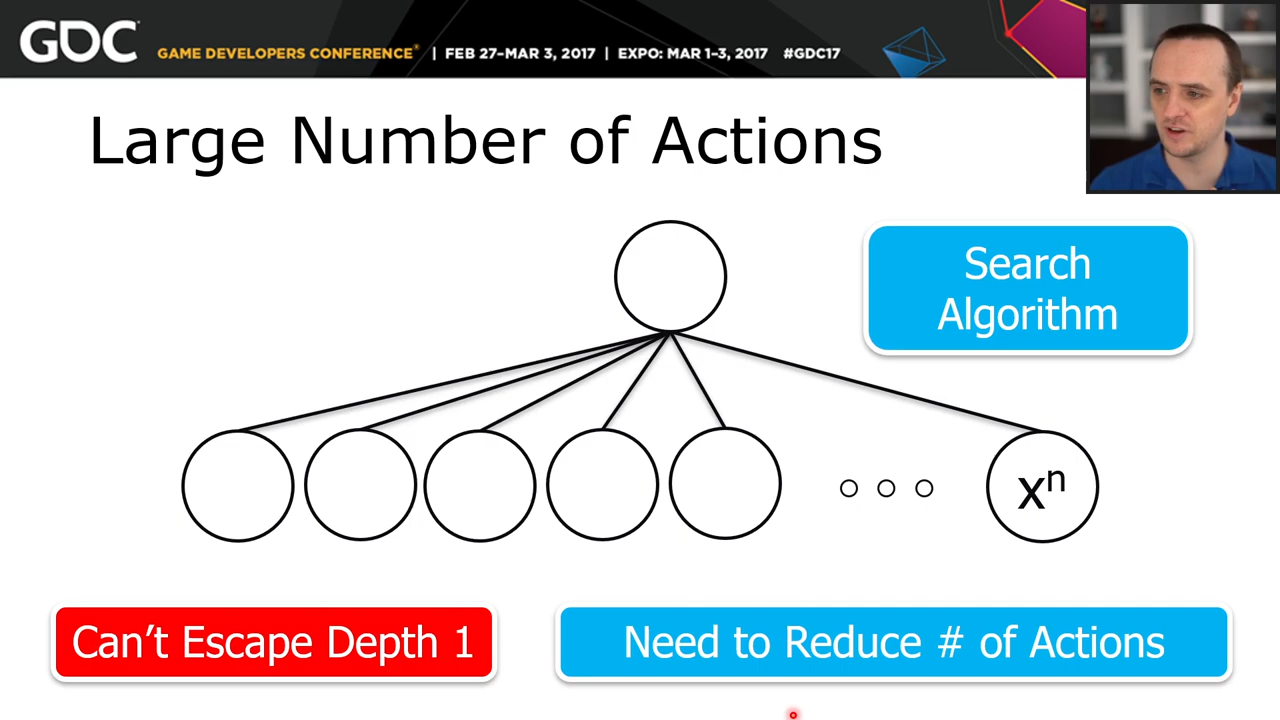 GDC GAME DEVELOPERS CONFERENCE® | FEB 27–MAR 3, 2017 | EXPO: MAR 1–3, 2017 #GDC17
Large Number of Actions
Search
Algorithm
xⁿ
Can’t Escape Depth 1
Need to Reduce # of Actions